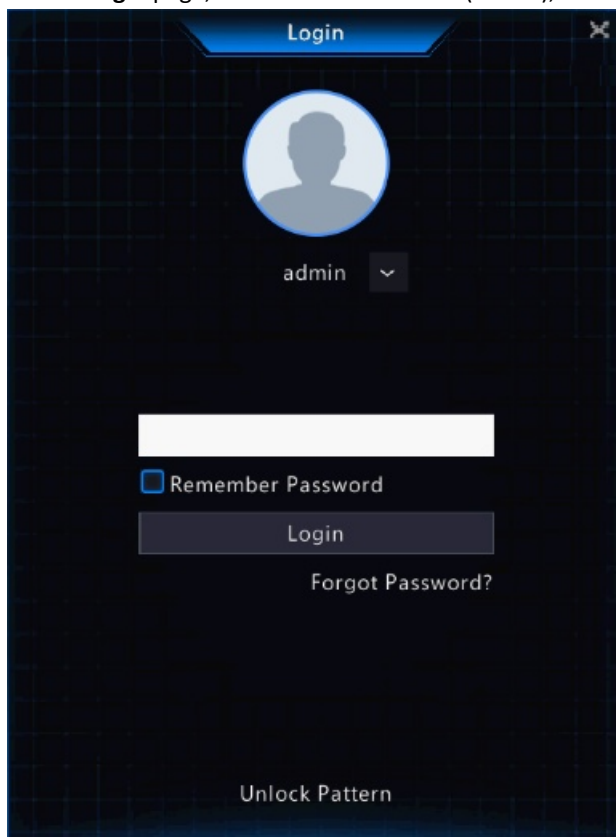 Login
admin
Remember Password
Login
Forgot Password?
Unlock Pattern